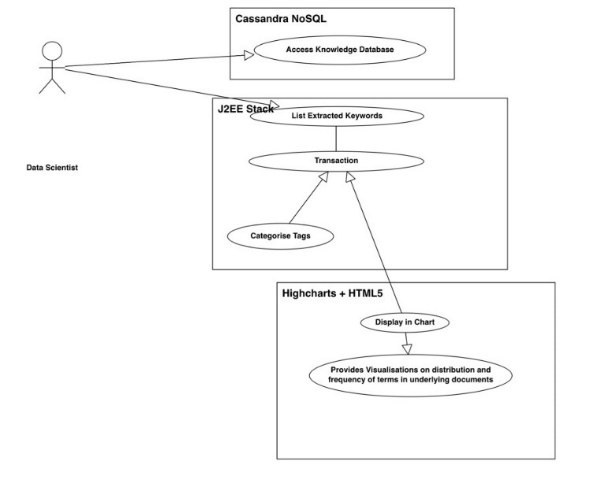 Cassandra NoSQL
Access Knowledge Database
J2EE Stack
List Extracted Keywords
Transaction
Data Scientist
Categorise Tags
Highcharts + HTML5
Display in Chart
Provides Visualisations on distribution and
frequency of terms in underlying documents